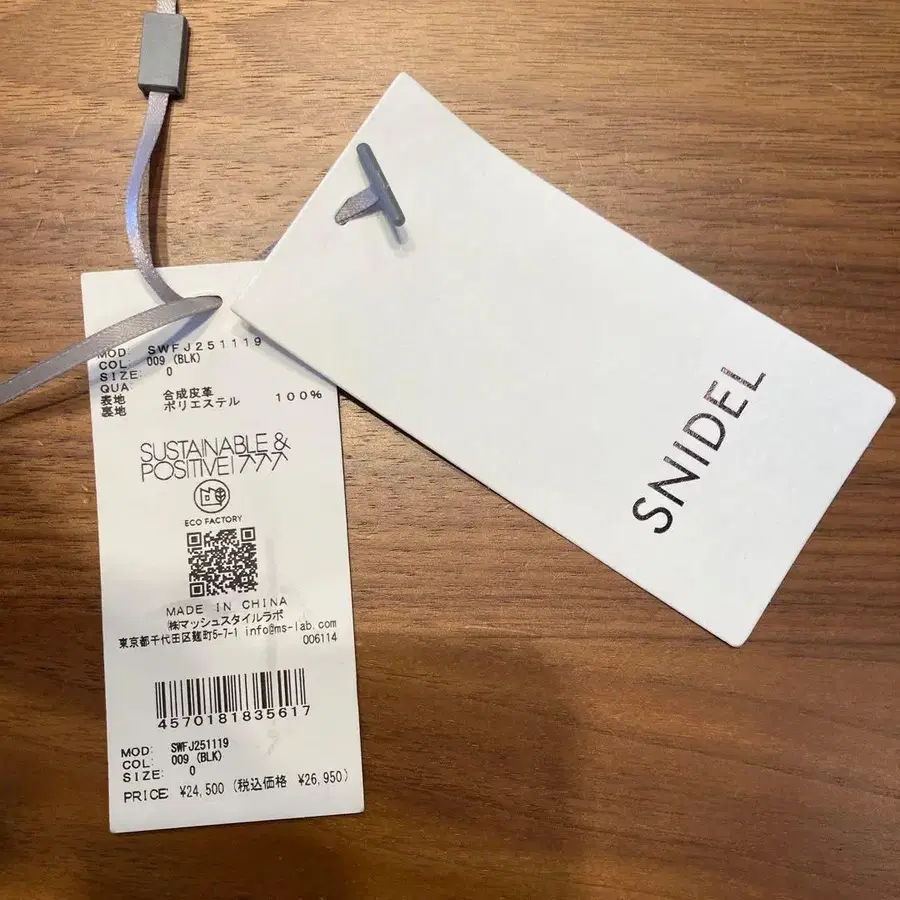 MOD: SWFJ251119
COL: 009 (BLK)
SIZE: 0
QUA:
表地 合成皮革
裏地 ポリエステル 100%
SUSTAINABLE &
POSITIVE!
ECO FACTORY
MADE IN CHINA
㈱マッシュスタイルラボ
東京都千代田区麹町5-7-1 info@ms-lab.com
006114
4570181835617
MOD: SWFJ251119
COL: 009 (BLK)
SIZE: 0
PRICE ¥24,500 (税込価格 ¥26,950)
SNIDEL